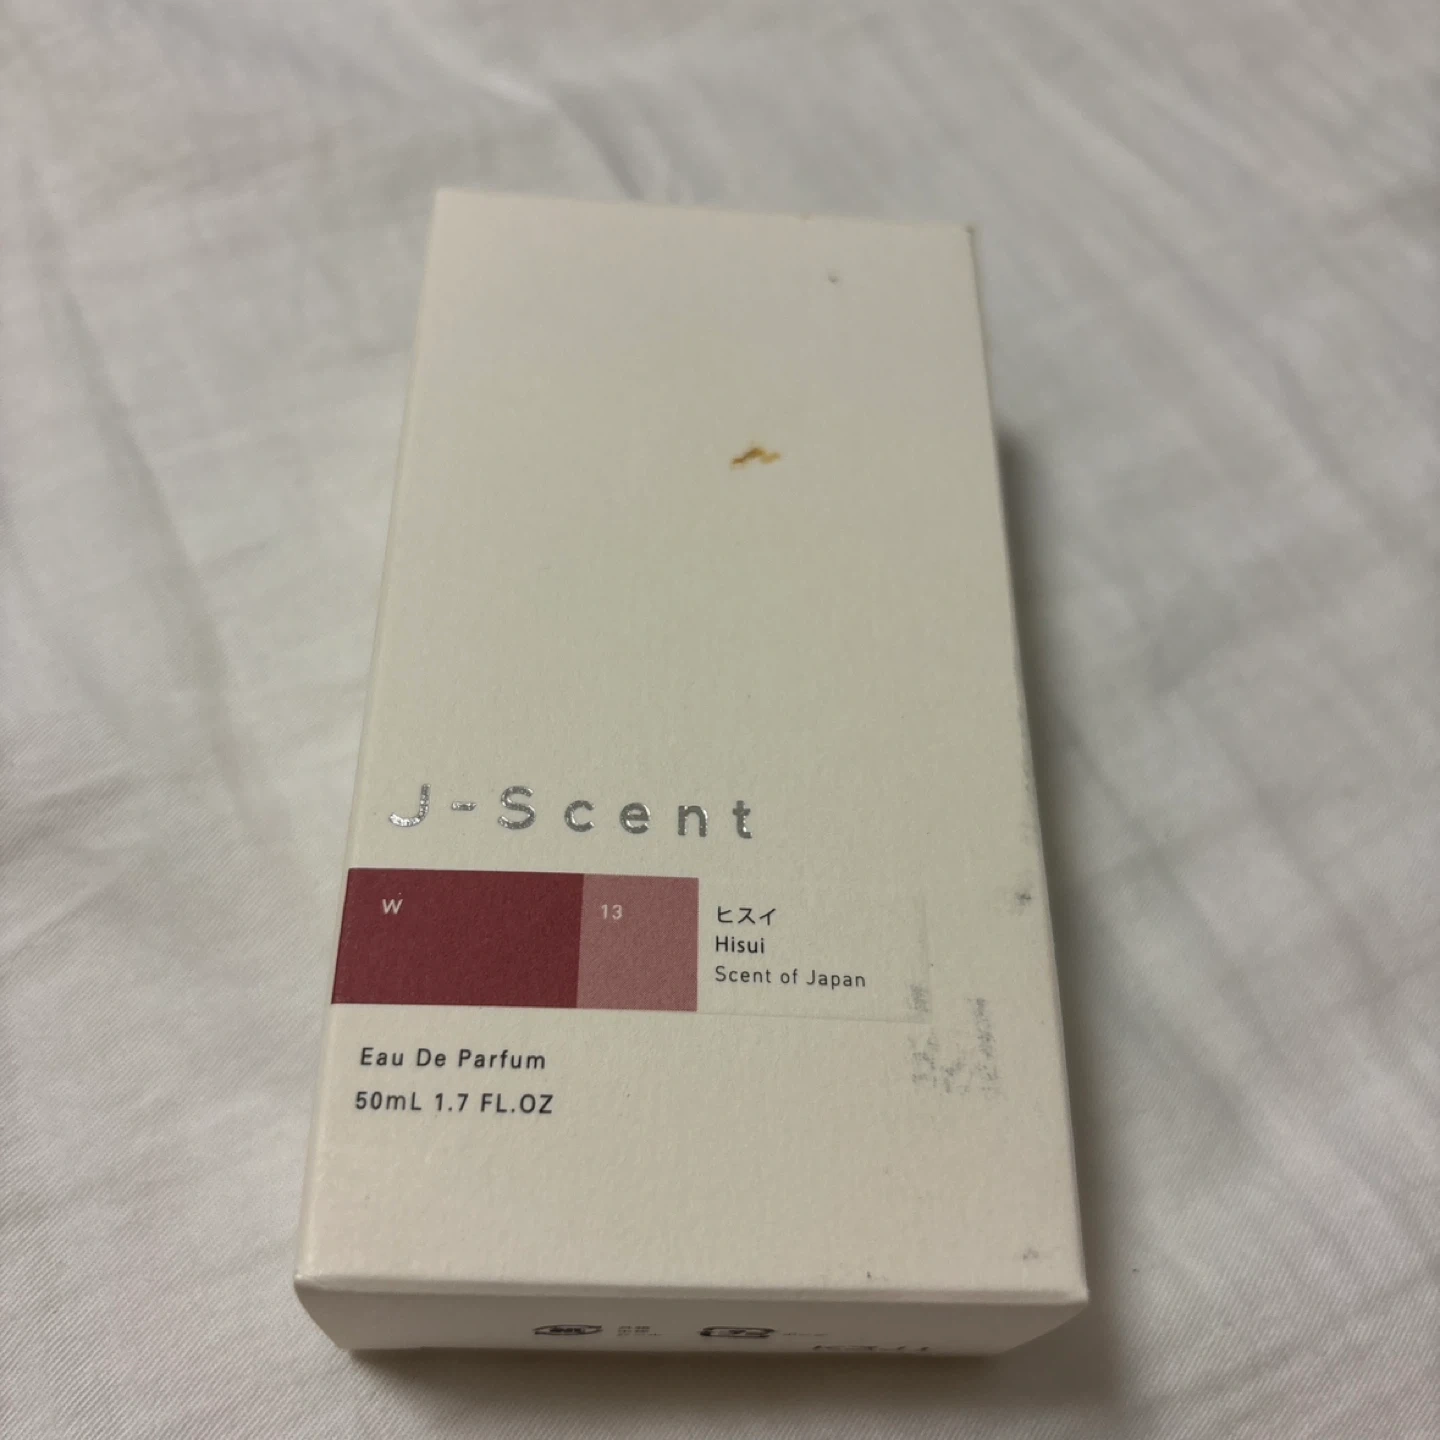 J-Scent
W 13
ヒスイ
Hisui
Scent of Japan
Eau De Parfum
50mL 1.7 FL.OZ